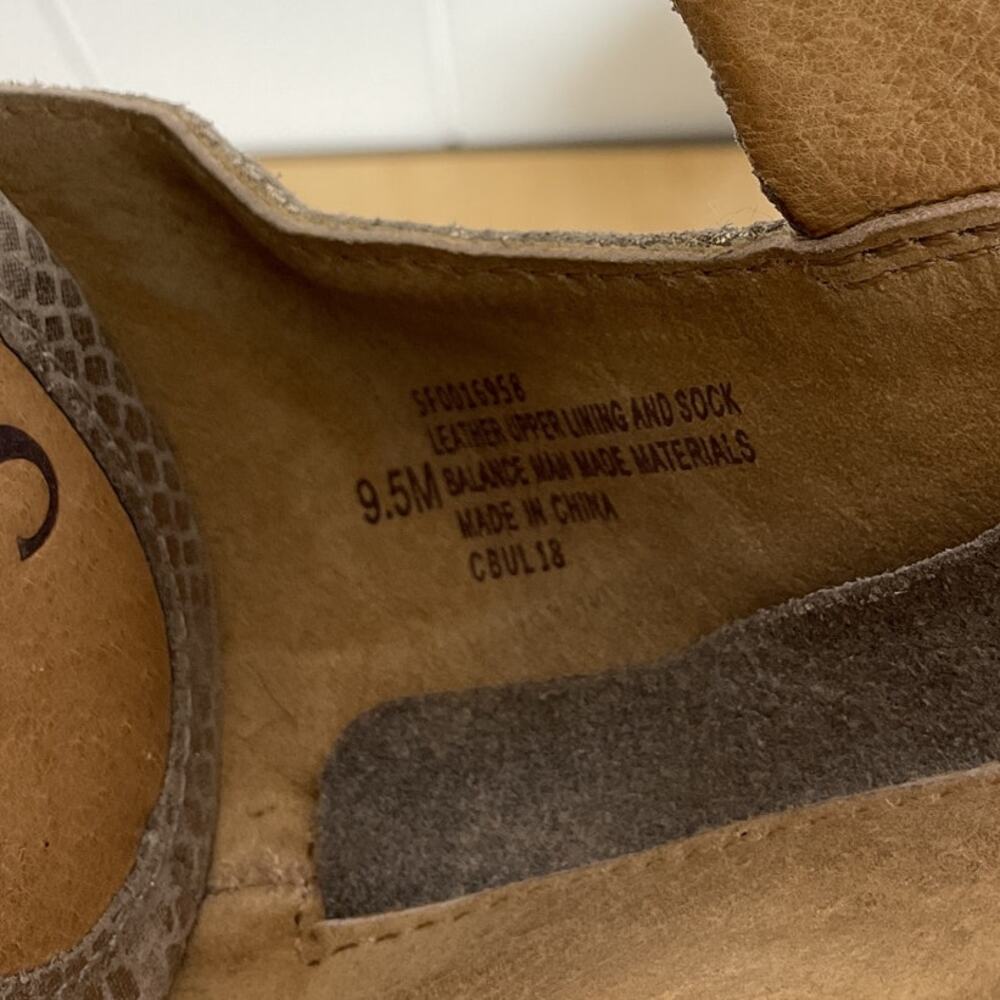 SF0016958
LEATHER UPPER LINING AND SOCK
9.5M BALANCE MAN MADE MATERIALS
MADE IN CHINA
CBUL18
C